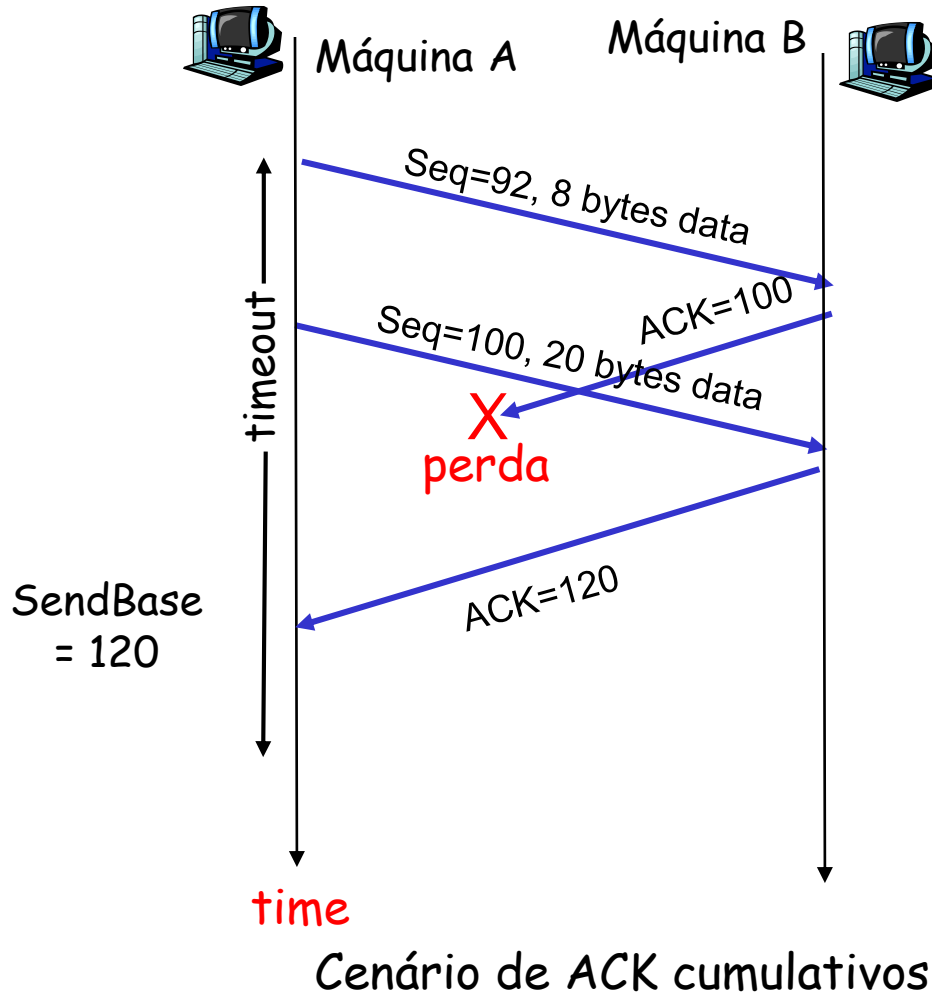 Máquina A
Máquina B
Seq=92, 8 bytes data
ACK=100
timeout
Seq=100, 20 bytes data
X
perda
ACK=120
SendBase
= 120
time
Cenário de ACK cumulativos